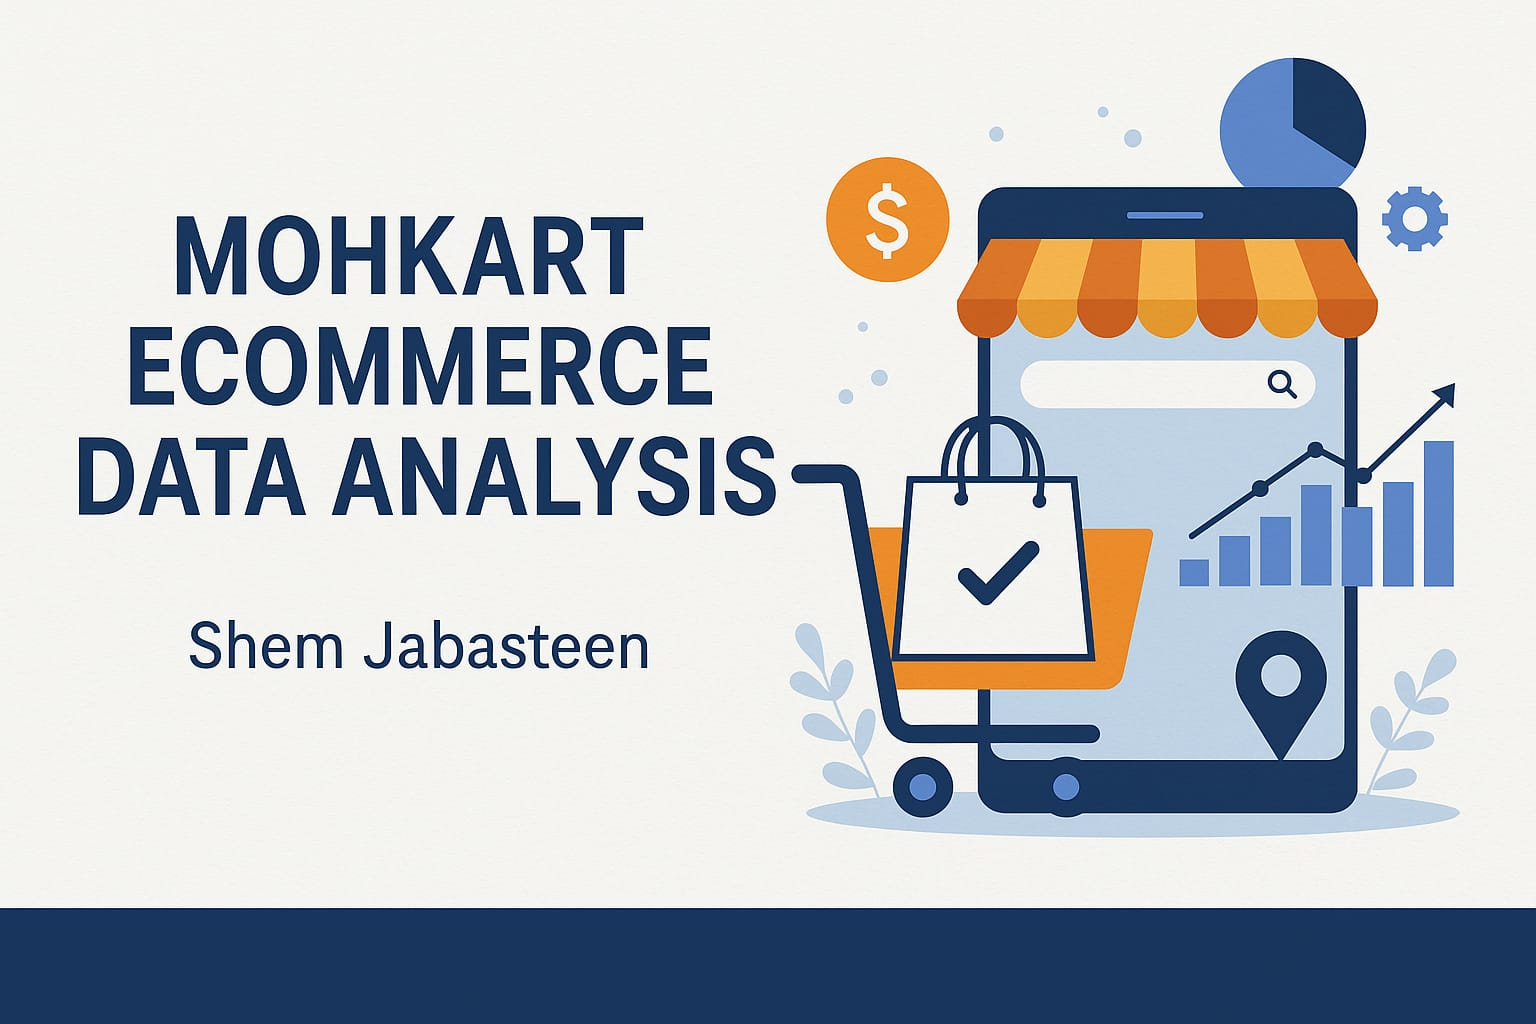 MOHKART
ECOMMERCE
DATA ANALYSIS
Shem Jabasteen
$